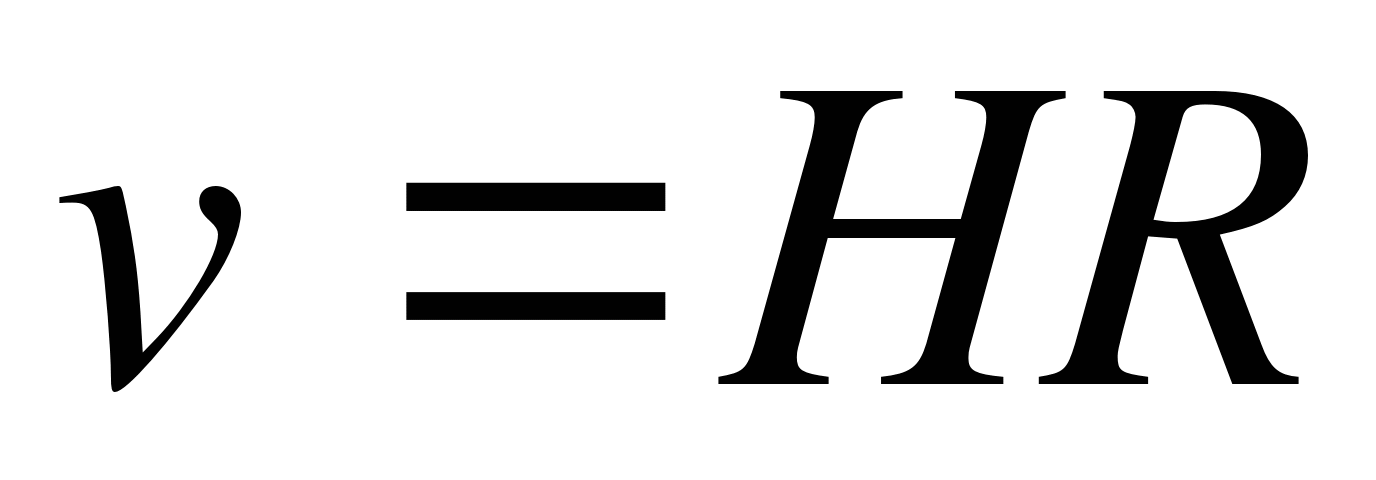 v = HR